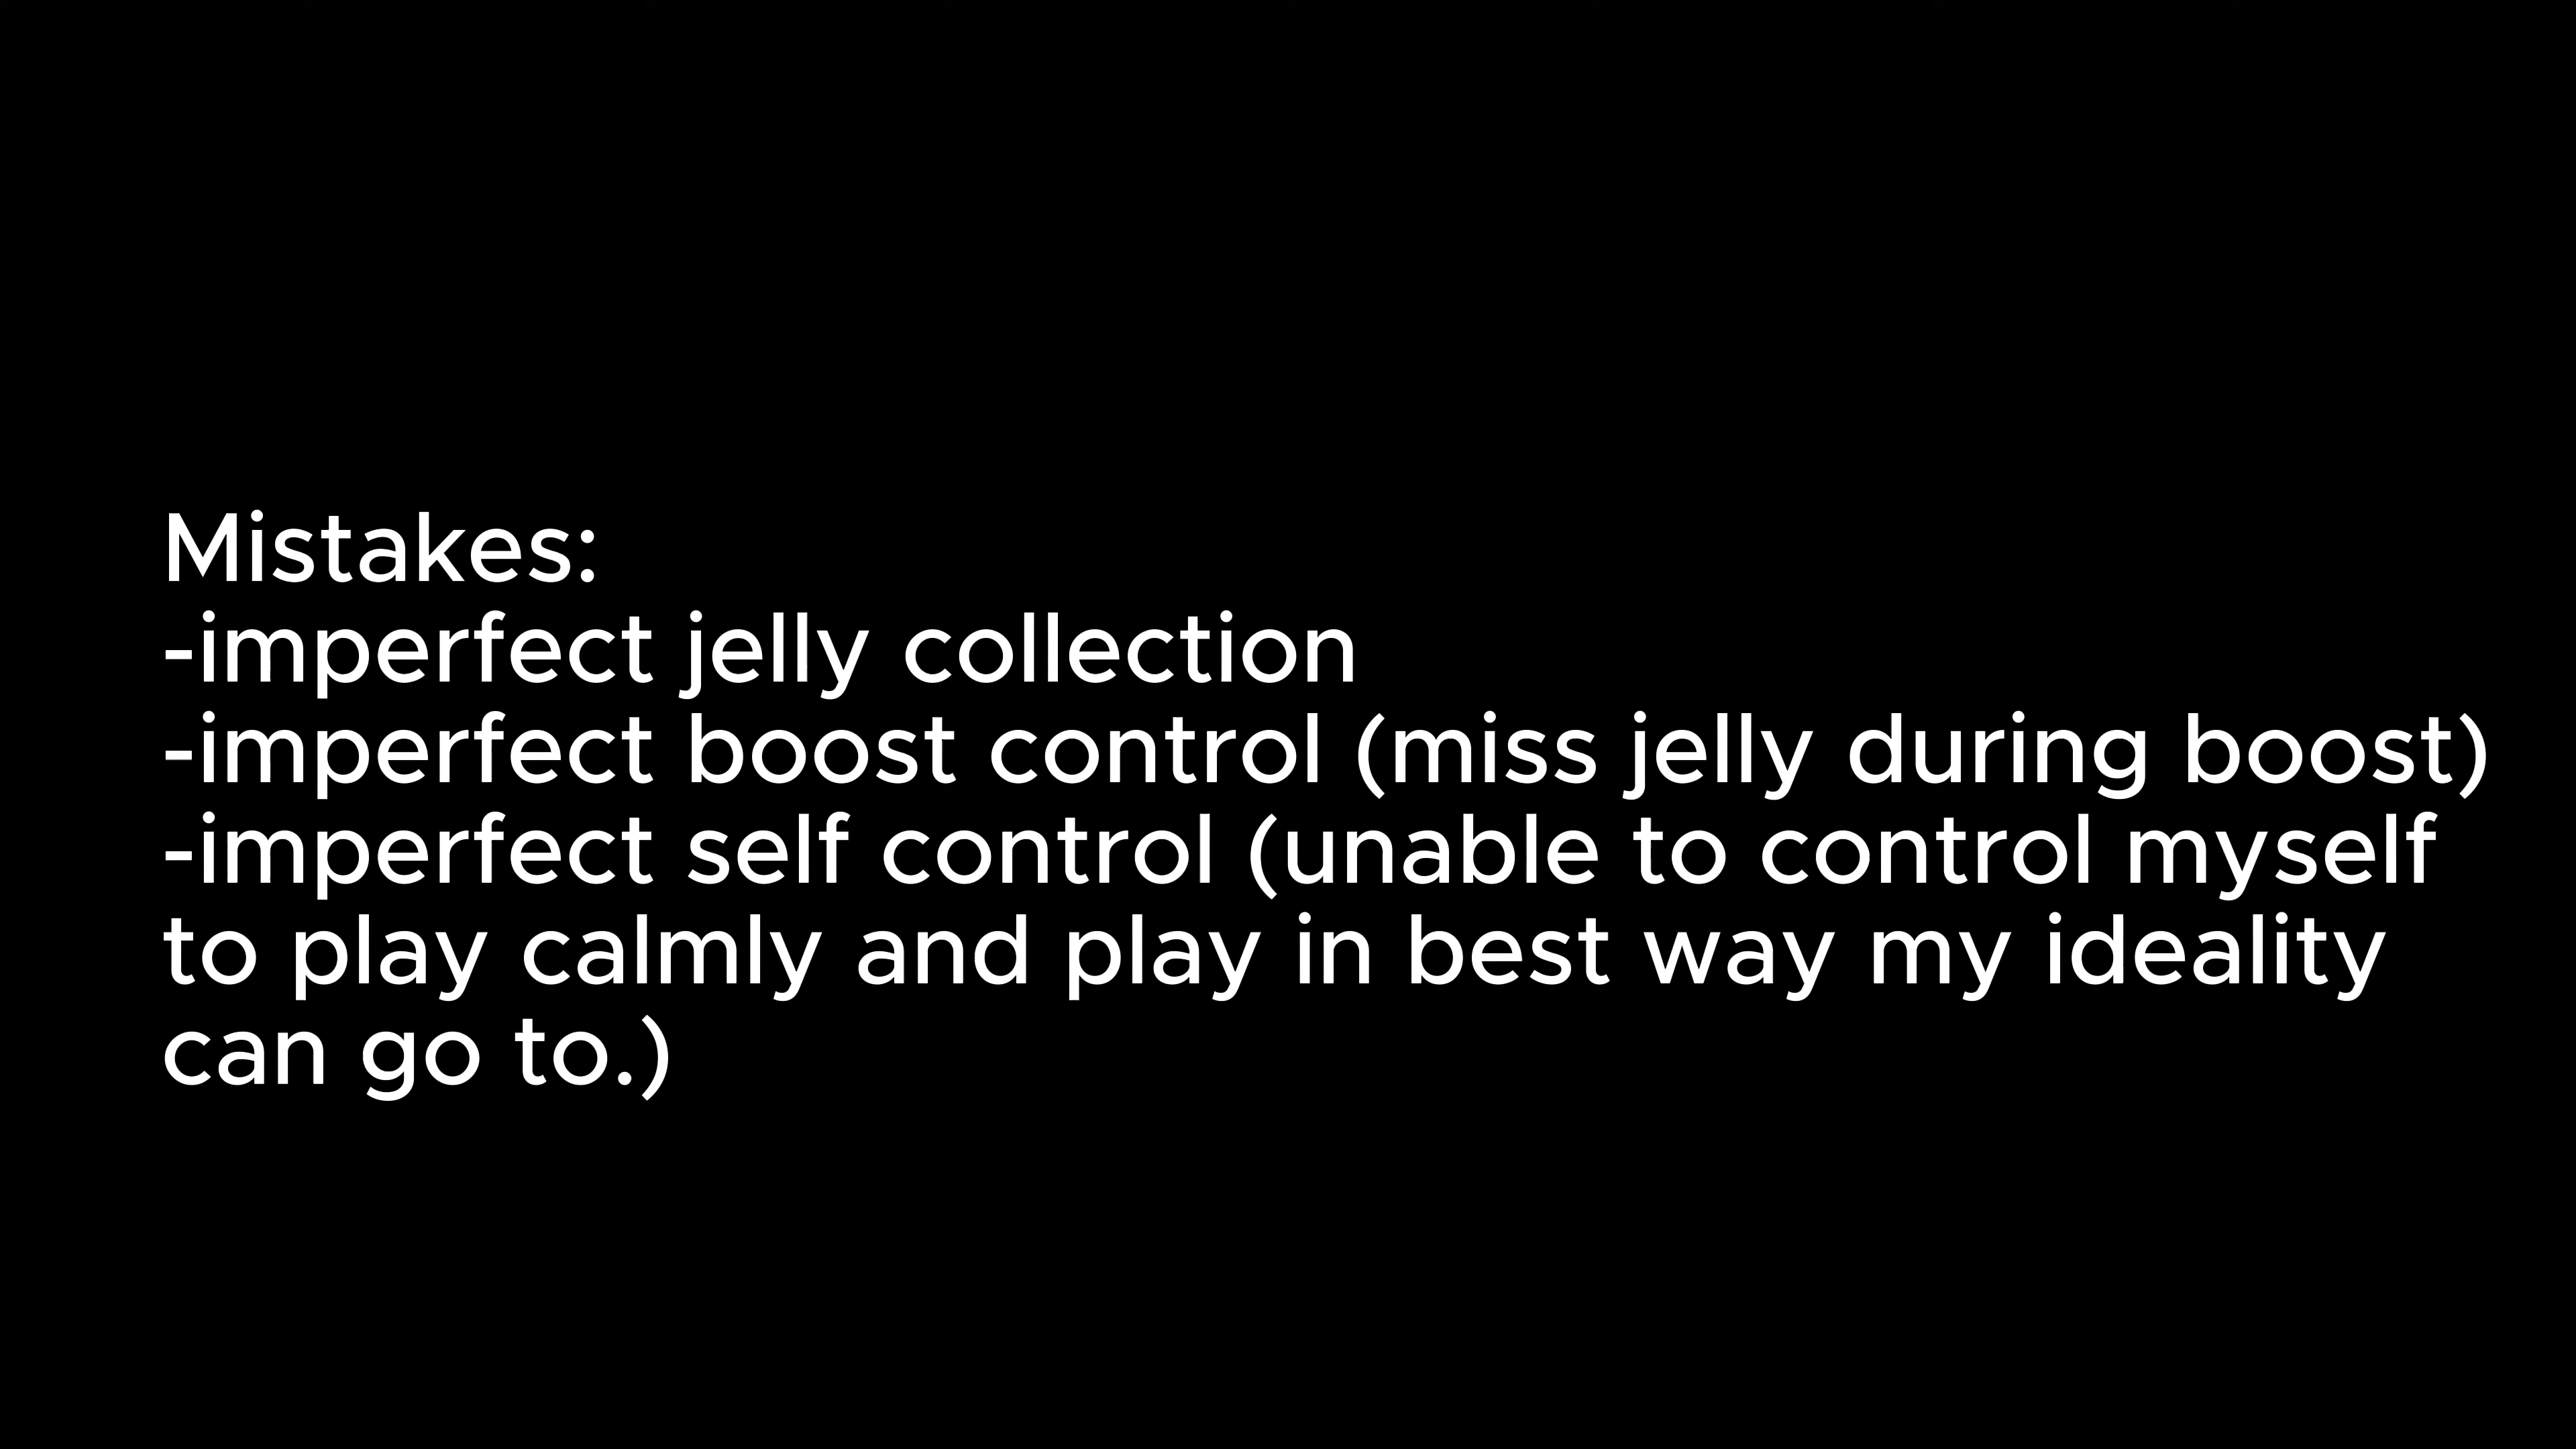 Mistakes:
-imperfect jelly collection
-imperfect boost control (miss jelly during boost)
-imperfect self control (unable to control myself
to play calmly and play in best way my ideality
can go to.)